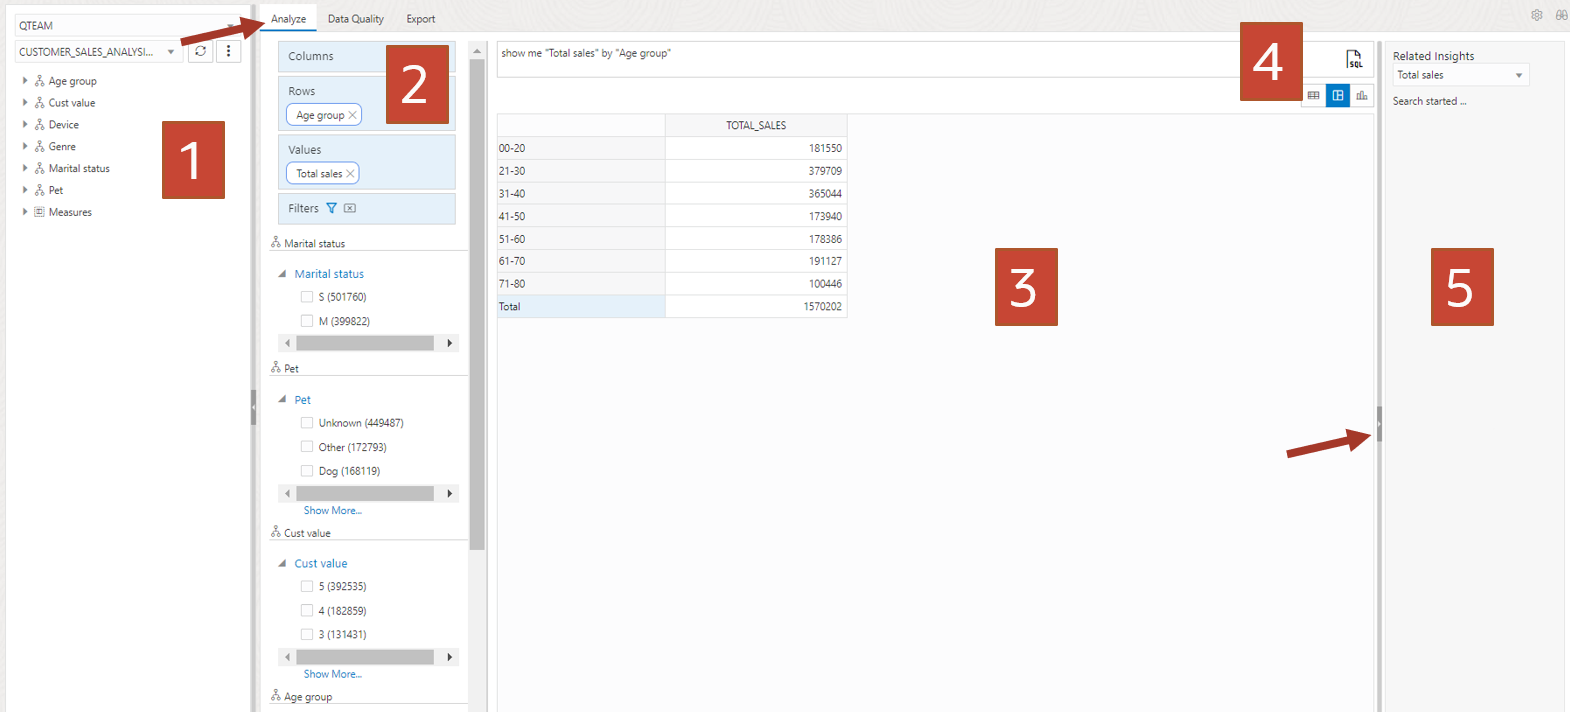 QTEAM
CUSTOMER_SALES_ANALYSI...
Age group
Cust value
Device
Genre
Marital status
Pet
Measures
1
Analyze
Data Quality
Export
Columns
2
Rows
Age group
Values
Total sales
Filters
Marital status
Marital status
S (501760)
M (399822)
Pet
Pet
Unknown (449487)
Other (172793)
Dog (168119)
Show More...
Cust value
Cust value
5 (392535)
4 (182859)
3 (131431)
Show More...
Age group
show me "Total sales" by "Age group"
SQL
4
TOTAL_SALES
00-20 181550
21-30 379709
31-40 365044
41-50 173940
51-60 178386
61-70 191127
71-80 100446
Total 1570202
3
Related Insights
Total sales
Search started ...
5